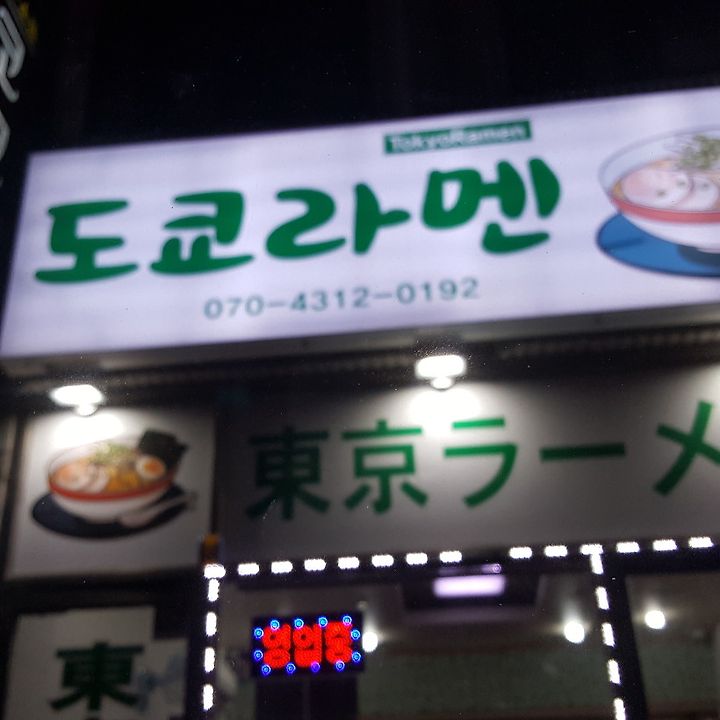 TokyoRamen
도쿄라멘
070-4312-0192
東京ラーメ
영업중
東